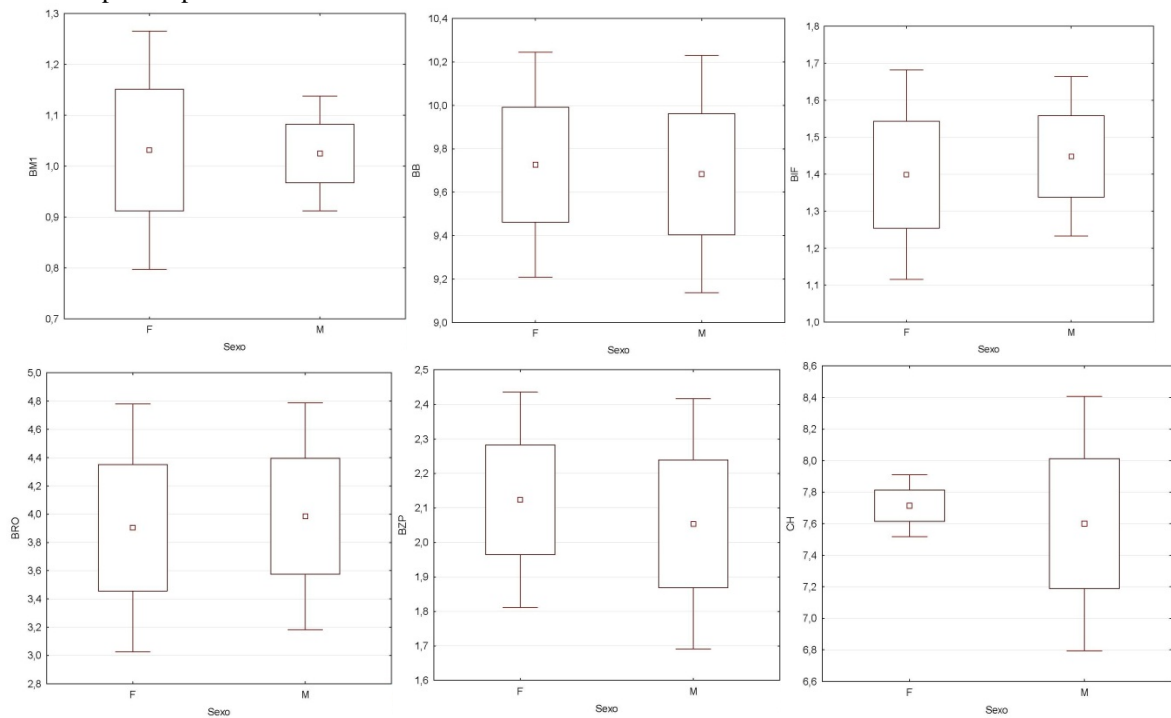 1,3
1,2
1,1
1,0
0,9
0,8
0,7
BM1
F
M
Sexo
10,4
10,2
10,0
9,8
9,6
9,4
9,2
9,0
BB
F
M
Sexo
1,8
1,7
1,6
1,5
1,4
1,3
1,2
1,1
1,0
BIF
F
M
Sexo
5,0
4,8
4,6
4,4
4,2
4,0
3,8
3,6
3,4
3,2
3,0
2,8
BRO
F
M
Sexo
2,5
2,4
2,3
2,2
2,1
2,0
1,9
1,8
1,7
1,6
BZP
F
M
Sexo
8,6
8,4
8,2
8,0
7,8
7,6
7,4
7,2
7,0
6,8
6,6
CH
F
M
Sexo